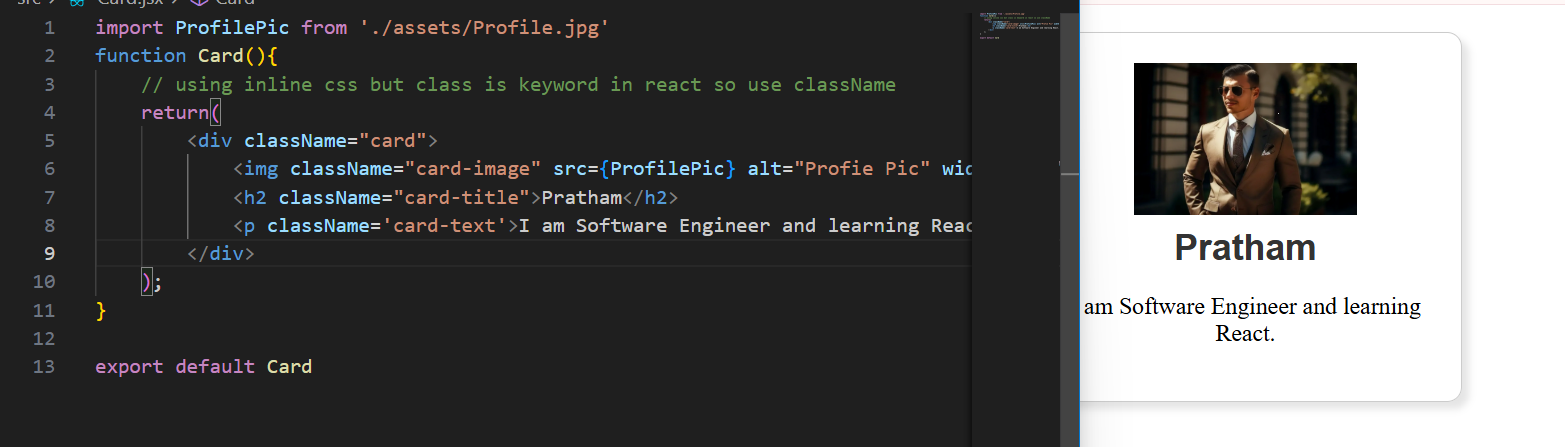 src > Card.jsx > Card
1 import ProfilePic from './assets/Profile.jpg'
2 function Card(){
3 // using inline css but class is keyword in react so use className
4 return(
5 <div className="card">
6 <img className="card-image" src={ProfilePic} alt="Profie Pic" wid
7 <h2 className="card-title">Pratham</h2>
8 <p className='card-text'>I am Software Engineer and learning Reac
9 </div>
10 );
11 }
12
13 export default Card
Pratham
am Software Engineer and learning
React.